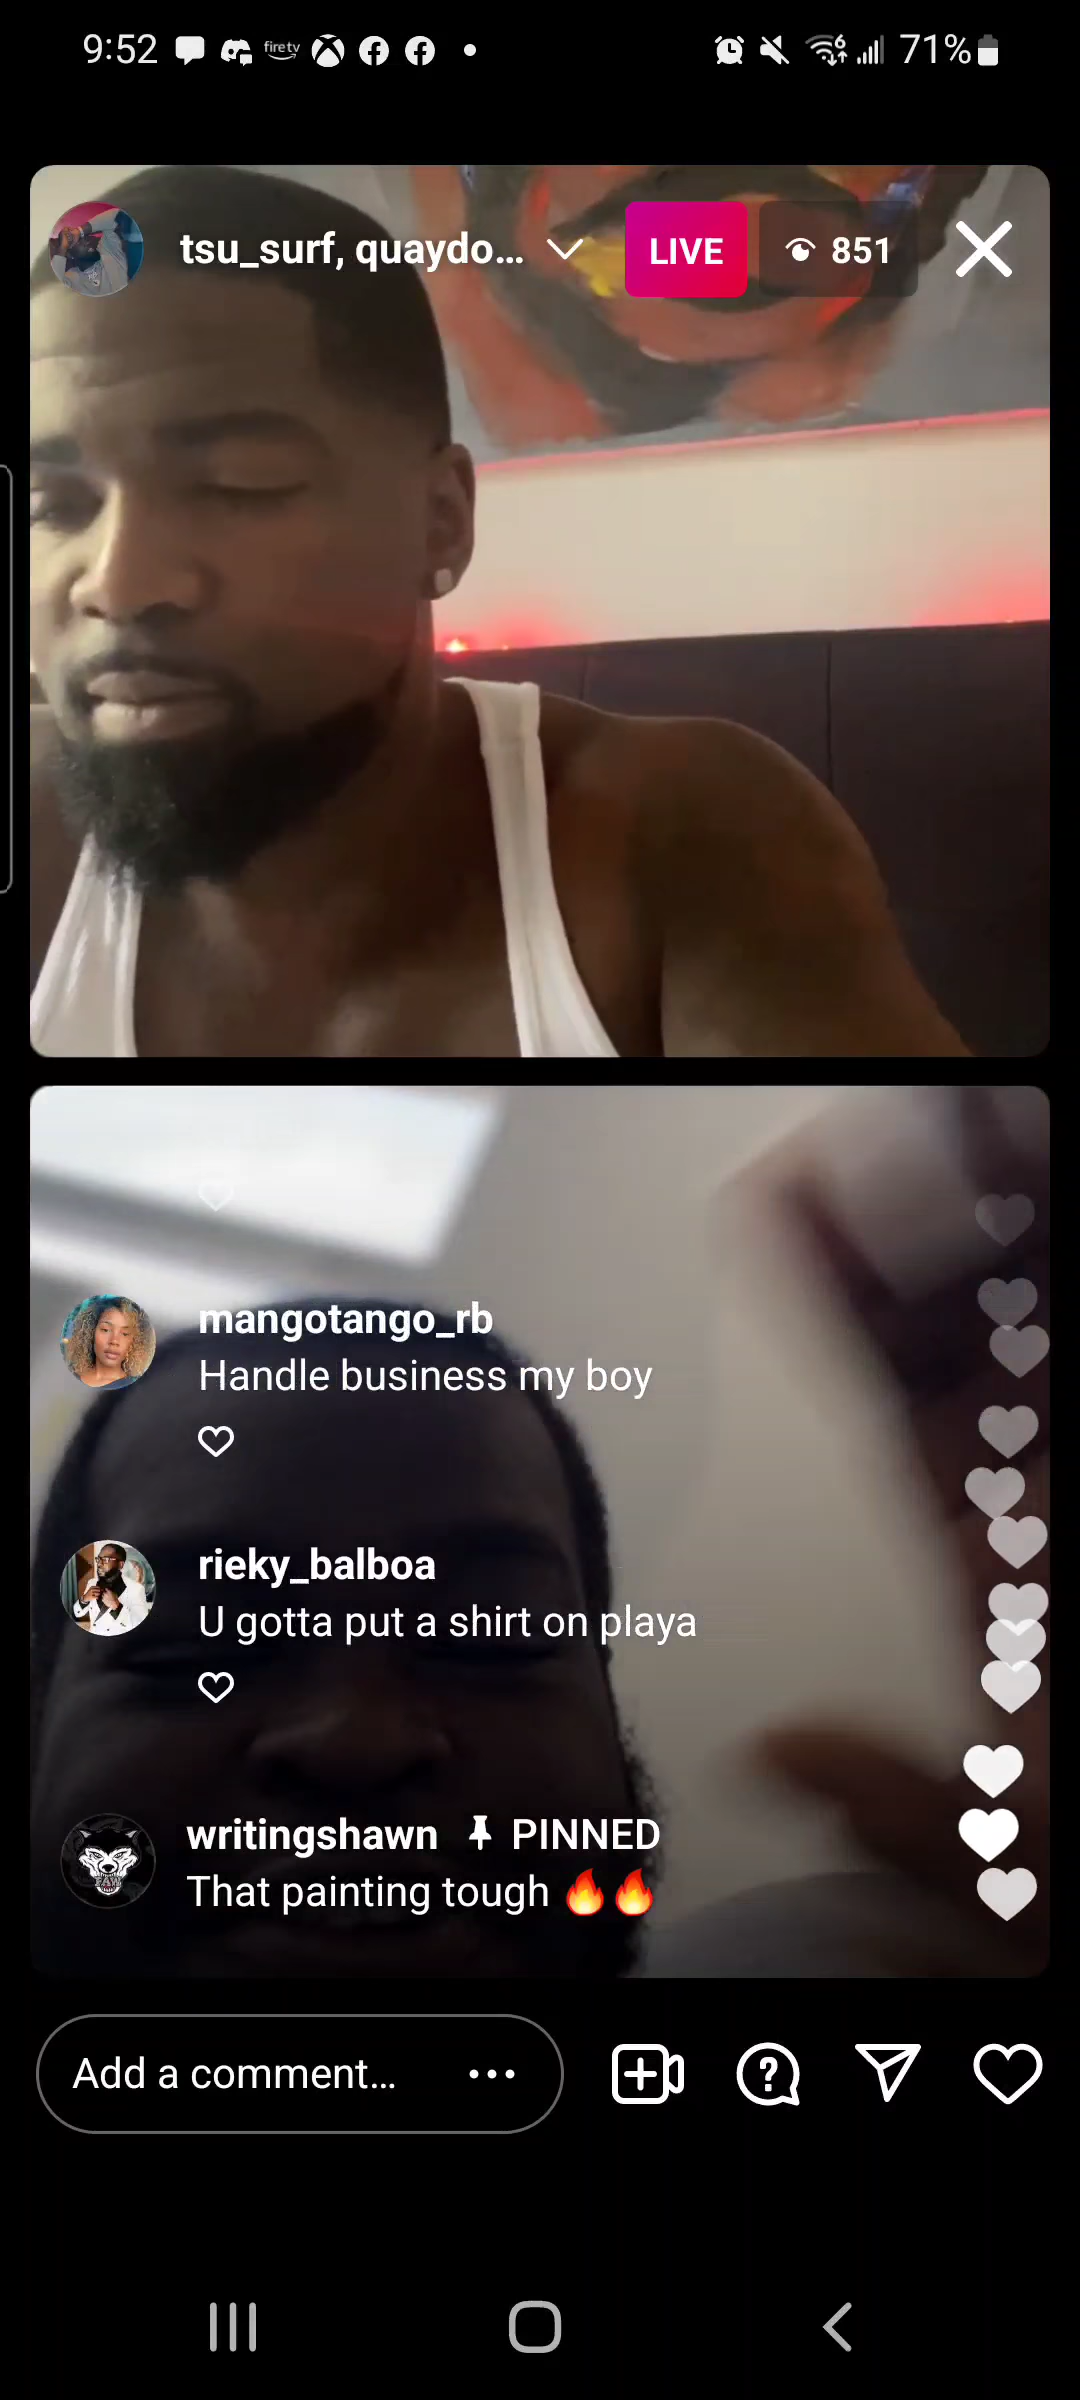 9:52
firetv
71%
tsu_surf, quaydo...
LIVE
851
mangotango_rb
Handle business my boy
rieky_balboa
U gotta put a shirt on playa
writingshawn PINNED
That painting tough 🔥🔥
Add a comment...